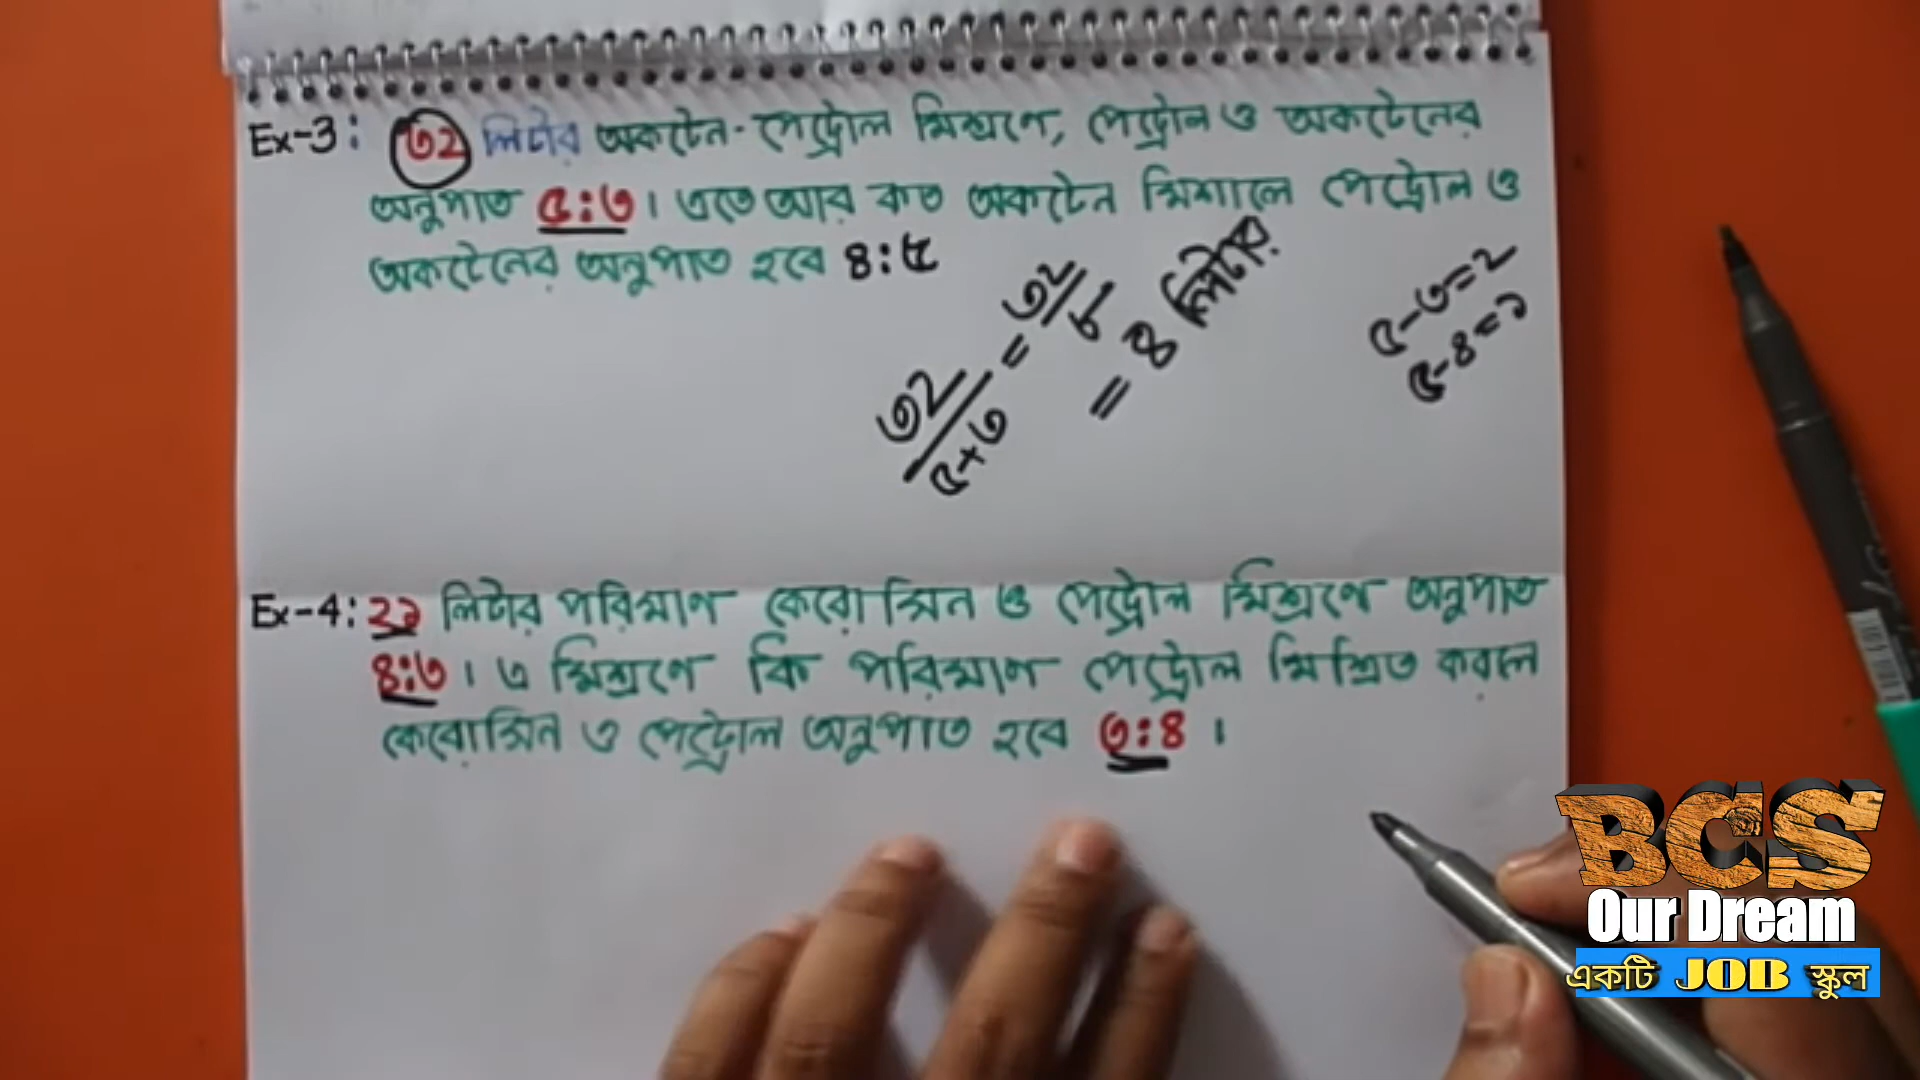 Ex-3: ৩২ লিটার অকটেন-পেট্রোল মিশ্রণে, পেট্রোল ও অকটেনের
অনুপাত ৫:৩। এতে আর কত অকটেন মিশালে পেট্রোল ও
অকটেনের অনুপাত হবে ৪:৫
৩২/৫+৩ = ৩২/৮
= ৪ লিটার
৫-৩=২
৫-৪=১
Ex-4: ২১ লিটার পরিমাণ কেরোসিন ও পেট্রোল মিশ্রণে অনুপাত
৪:৩। এ মিশ্রণে কি পরিমাণ পেট্রোল মিশ্রিত করলে
কেরোসিন ও পেট্রোল অনুপাত হবে ৩:৪।
BCS
Our Dream
একটি JOB স্কুল